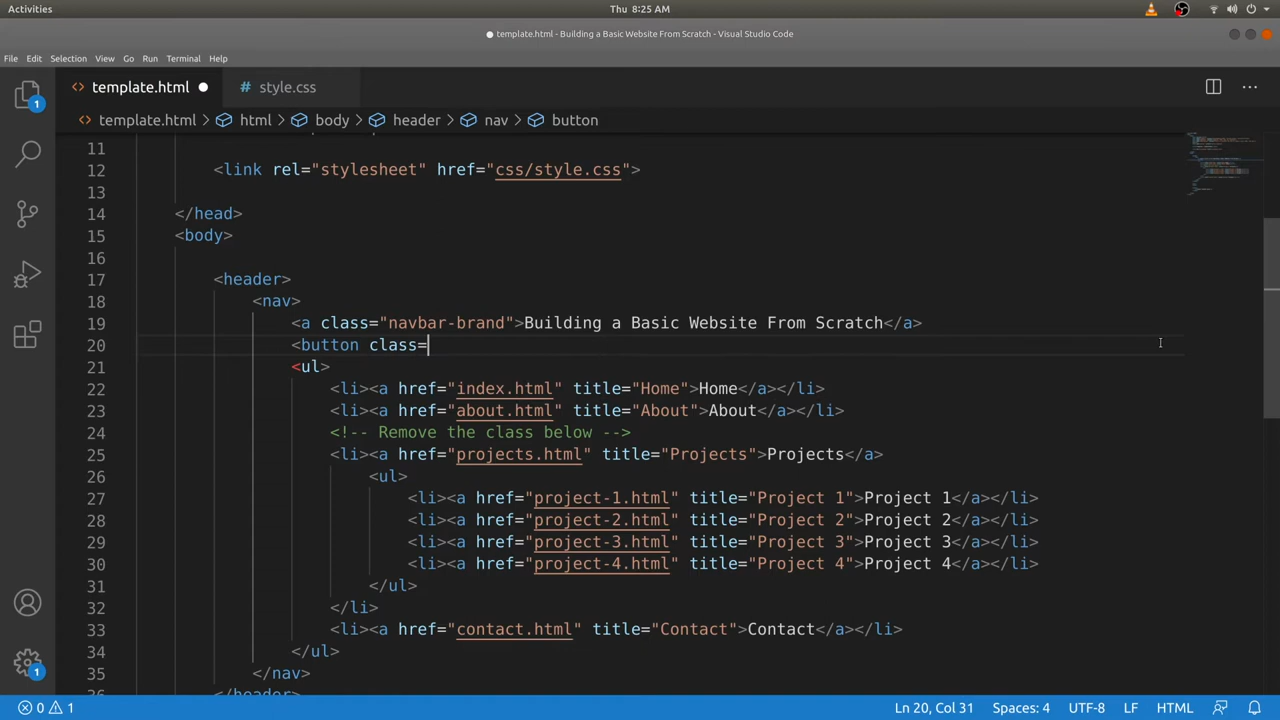 Activities
Thu 8:25 AM
● template.html - Building a Basic Website From Scratch - Visual Studio Code
File Edit Selection View Go Run Terminal Help
<> template.html ●
# style.css
<> template.html > html > body > header > nav > button
11
12 <link rel="stylesheet" href="css/style.css">
13
14 </head>
15 <body>
16
17 <header>
18 <nav>
19 <a class="navbar-brand">Building a Basic Website From Scratch</a>
20 <button class=
21 <ul>
22 <li><a href="index.html" title="Home">Home</a></li>
23 <li><a href="about.html" title="About">About</a></li>
24 <!-- Remove the class below -->
25 <li><a href="projects.html" title="Projects">Projects</a>
26 <ul>
27 <li><a href="project-1.html" title="Project 1">Project 1</a></li>
28 <li><a href="project-2.html" title="Project 2">Project 2</a></li>
29 <li><a href="project-3.html" title="Project 3">Project 3</a></li>
30 <li><a href="project-4.html" title="Project 4">Project 4</a></li>
31 </ul>
32 </li>
33 <li><a href="contact.html" title="Contact">Contact</a></li>
34 </ul>
35 </nav>
36 </header>
1
1
0 1
Ln 20, Col 31 Spaces: 4 UTF-8 LF HTML